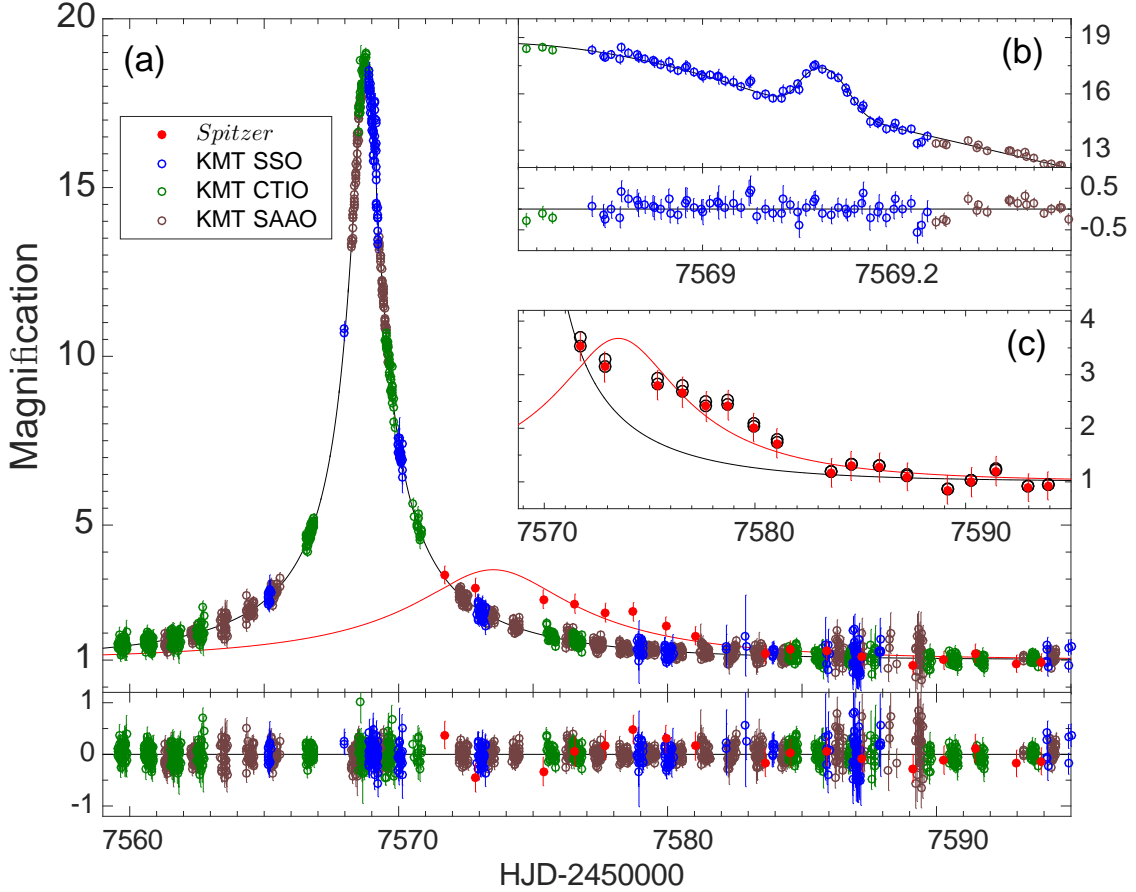 20
15
10
5
1
Magnification
(a)
Spitzer
KMT SSO
KMT CTIO
KMT SAAO
(b)
19
16
13
0.5
-0.5
7569
7569.2
(c)
4
3
2
1
7570
7580
7590
1
0
-1
7560
7570
7580
7590
HJD-2450000